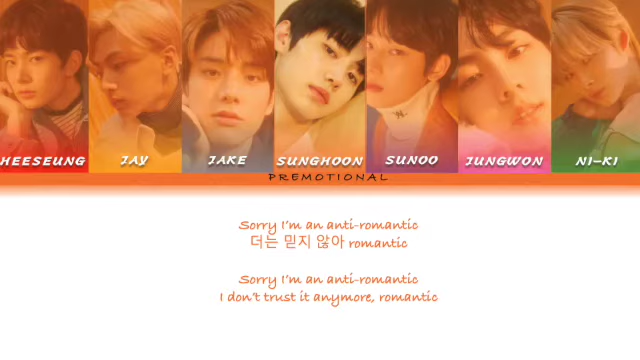 HEESEUNG
JAY
JAKE
SUNGHOON
SUNOO
JUNGWON
NI-KI
PREMOTIONAL
Sorry I'm an anti-romantic
더는 믿지 않아 romantic
Sorry I'm an anti-romantic
I don't trust it anymore, romantic